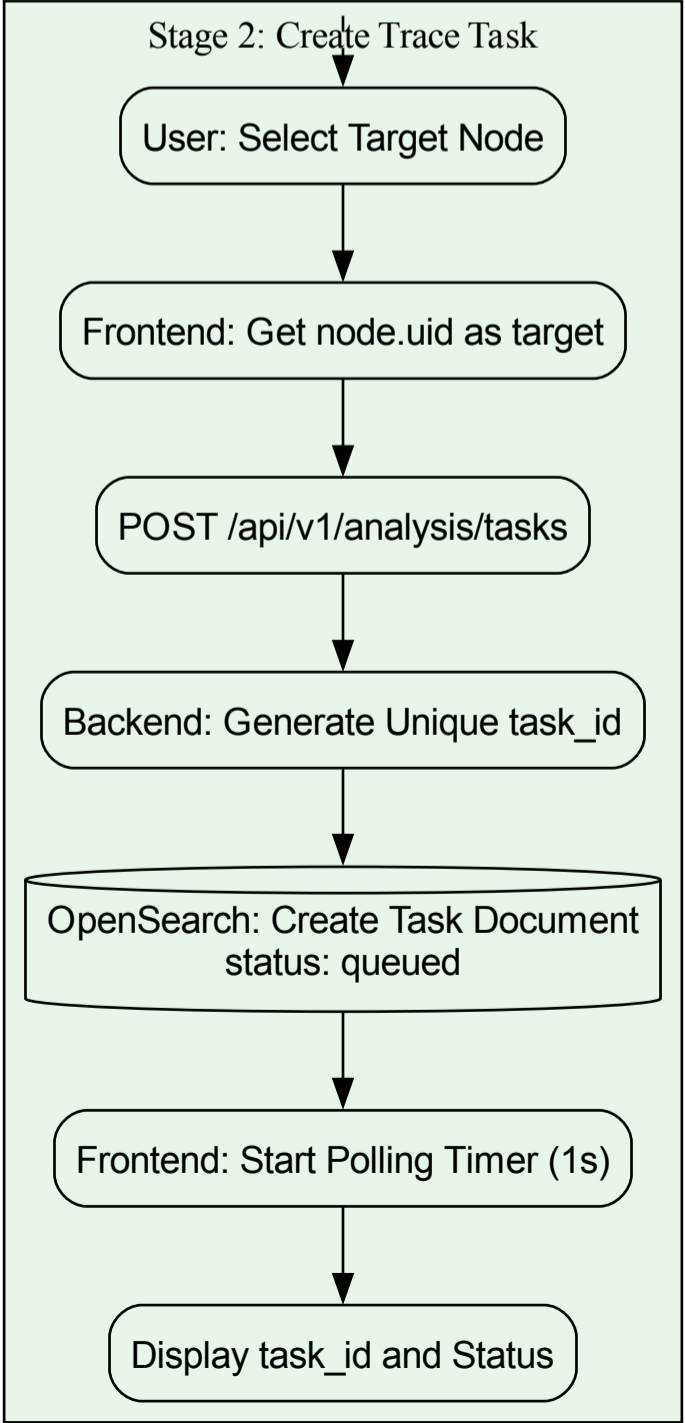 Stage 2: Create Trace Task
User: Select Target Node
Frontend: Get node.uid as target
POST /api/v1/analysis/tasks
Backend: Generate Unique task_id
OpenSearch: Create Task Document
status: queued
Frontend: Start Polling Timer (1s)
Display task_id and Status